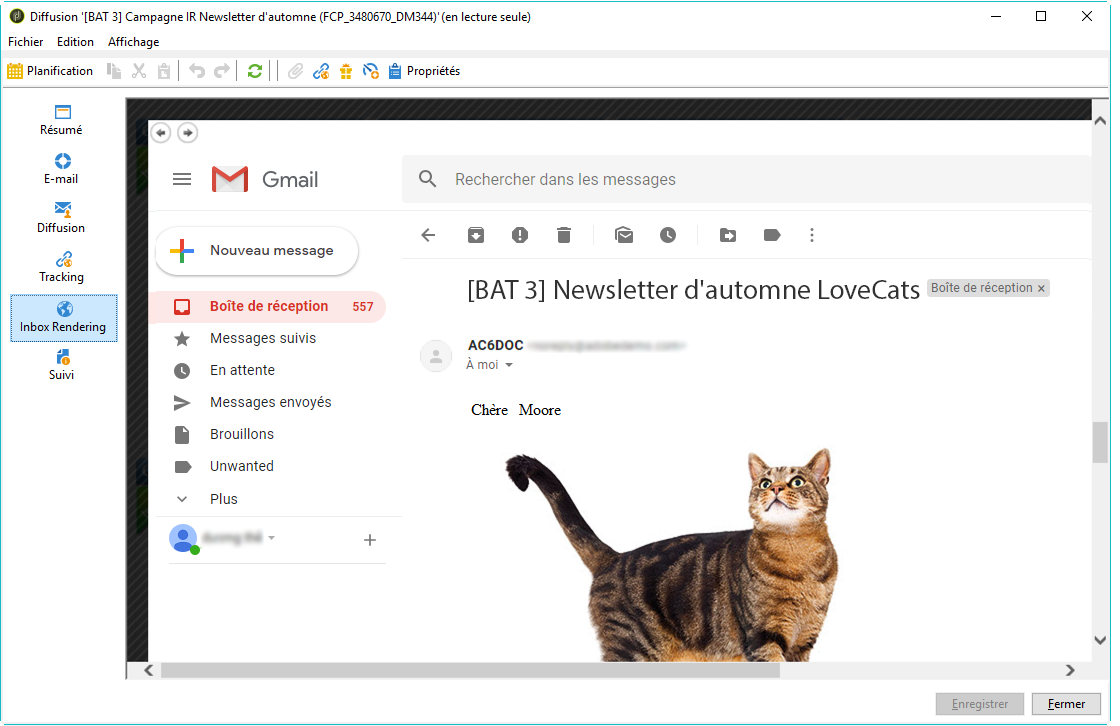 Diffusion '[BAT 3] Campagne IR Newsletter d'automne (FCP_3480670_DM344)' (en lecture seule)
Fichier Edition Affichage
Planification Propriétés
Résumé
E-mail
Diffusion
Tracking
Inbox Rendering
Suivi
Gmail
Rechercher dans les messages
Nouveau message
Boîte de réception 557
Messages suivis
En attente
Messages envoyés
Brouillons
Unwanted
Plus
[BAT 3] Newsletter d'automne LoveCats Boîte de réception ×
AC6DOC
À moi
Chère Moore
Enregistrer Fermer